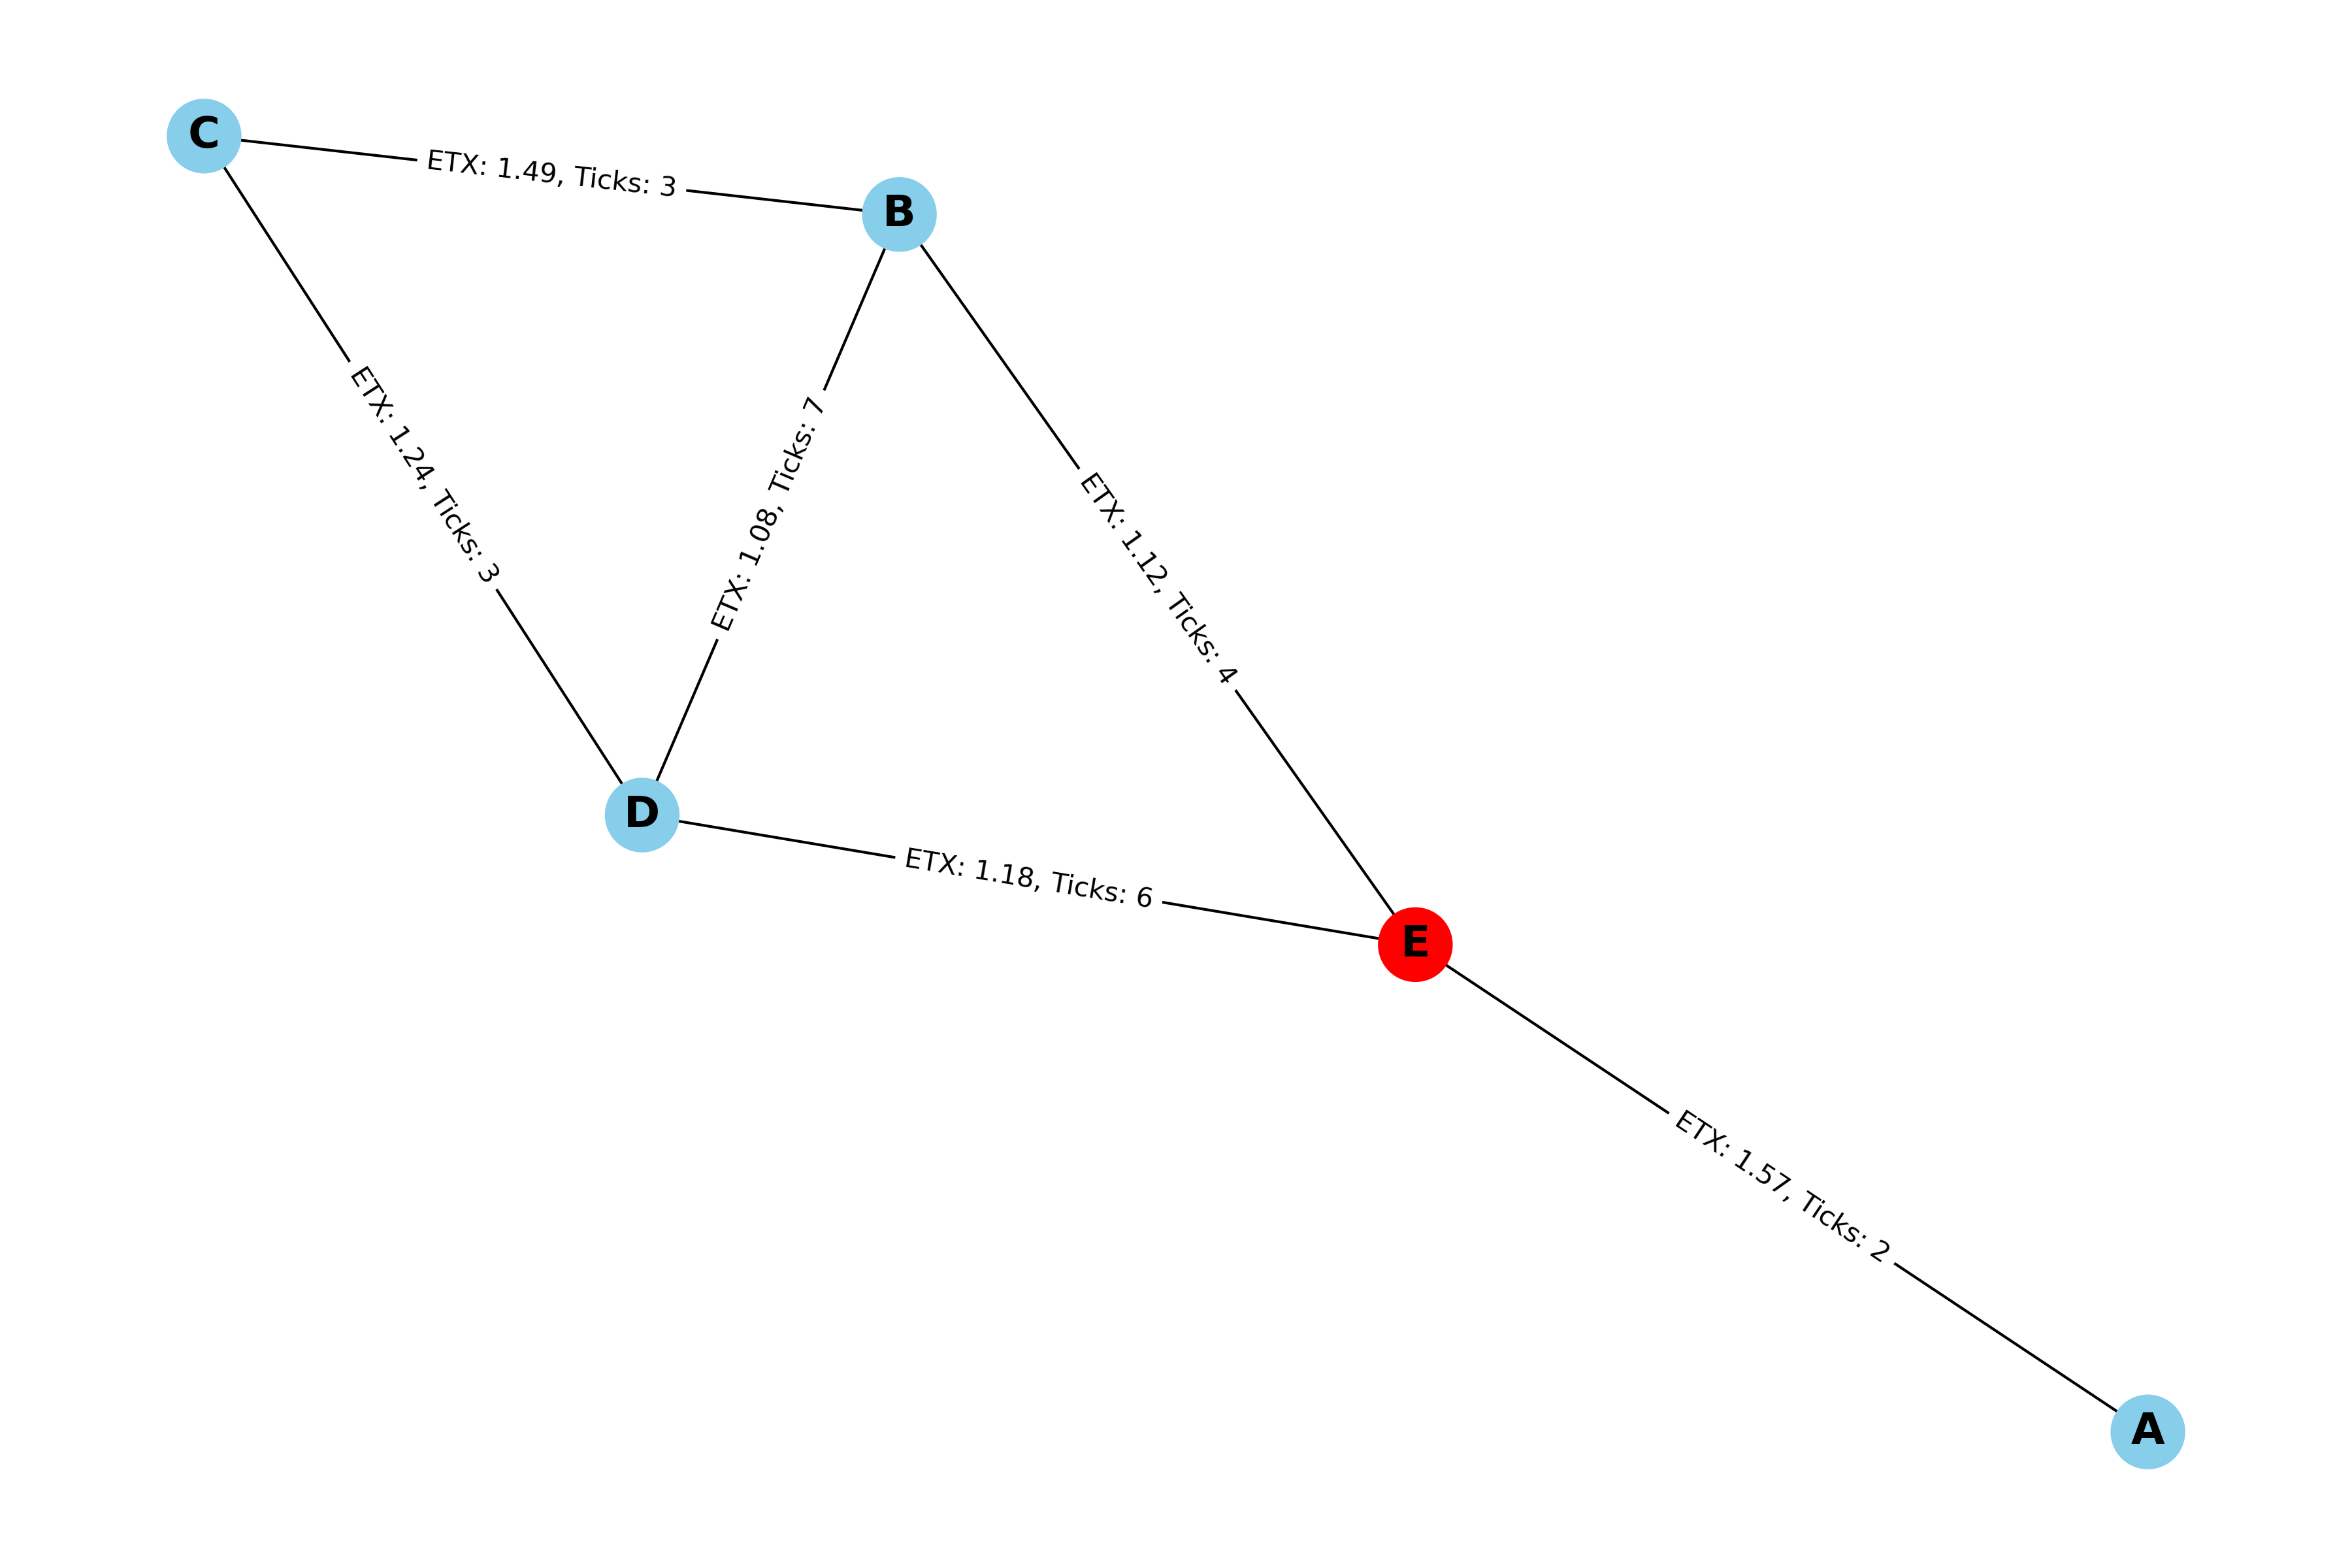 C
ETX: 1.49, Ticks: 3
B
ETX: 1.24, Ticks: 3
ETX: 1.08, Ticks: 7
ETX: 1.12, Ticks: 4
D
ETX: 1.18, Ticks: 6
E
ETX: 1.57, Ticks: 2
A